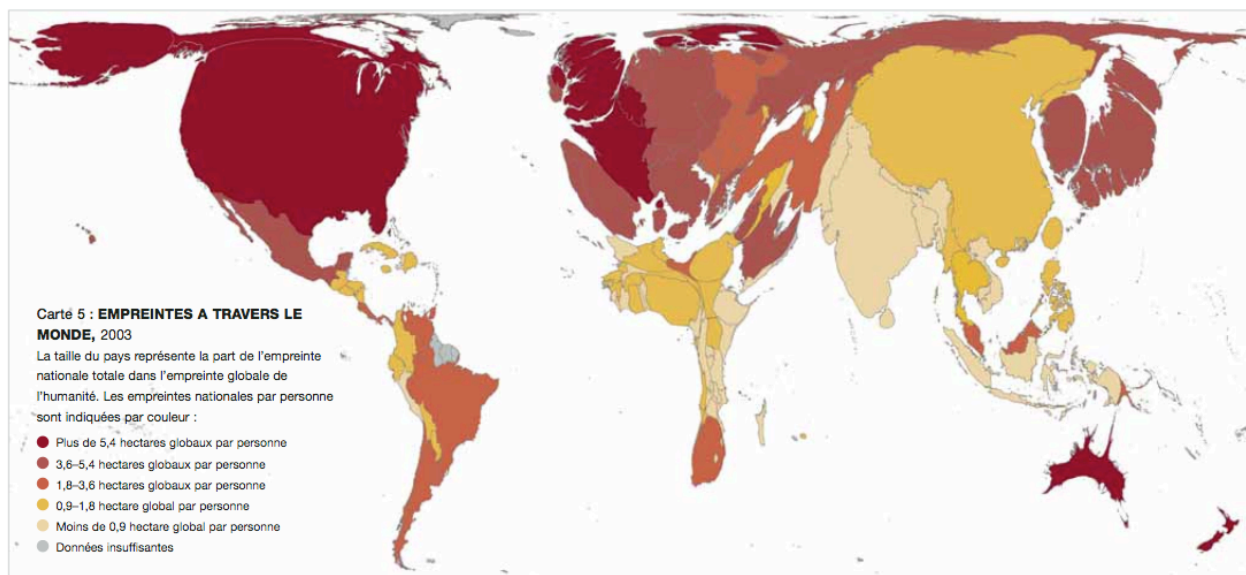 Carte 5 : EMPREINTES A TRAVERS LE
MONDE, 2003
La taille du pays représente la part de l'empreinte
nationale totale dans l'empreinte globale de
l'humanité. Les empreintes nationales par personne
sont indiquées par couleur :
Plus de 5,4 hectares globaux par personne
3,6–5,4 hectares globaux par personne
1,8–3,6 hectares globaux par personne
0,9–1,8 hectare global par personne
Moins de 0,9 hectare global par personne
Données insuffisantes